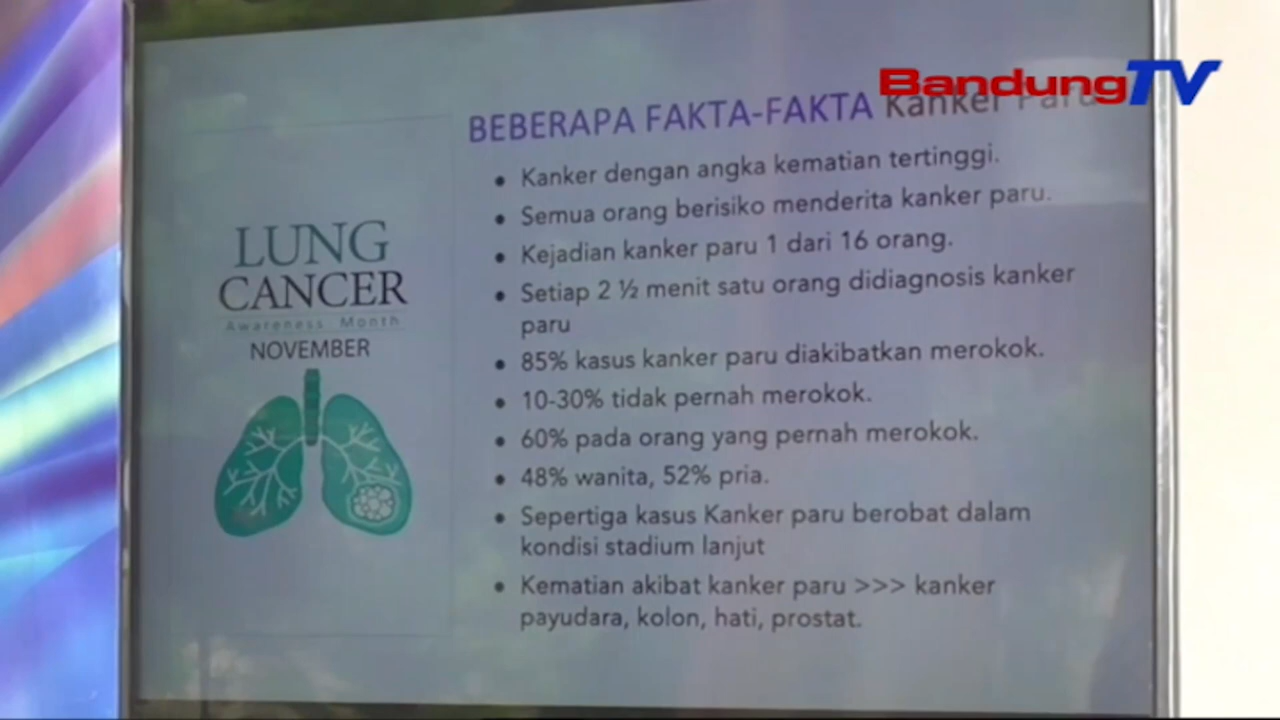 BandungTV
BEBERAPA FAKTA-FAKTA Kanker Paru
• Kanker dengan angka kematian tertinggi.
• Semua orang berisiko menderita kanker paru.
• Kejadian kanker paru 1 dari 16 orang.
• Setiap 2 ½ menit satu orang didiagnosis kanker
paru
• 85% kasus kanker paru diakibatkan merokok.
• 10-30% tidak pernah merokok.
• 60% pada orang yang pernah merokok.
• 48% wanita, 52% pria.
• Sepertiga kasus Kanker paru berobat dalam
kondisi stadium lanjut
• Kematian akibat kanker paru >>> kanker
payudara, kolon, hati, prostat.
LUNG
CANCER
Awareness Month
NOVEMBER